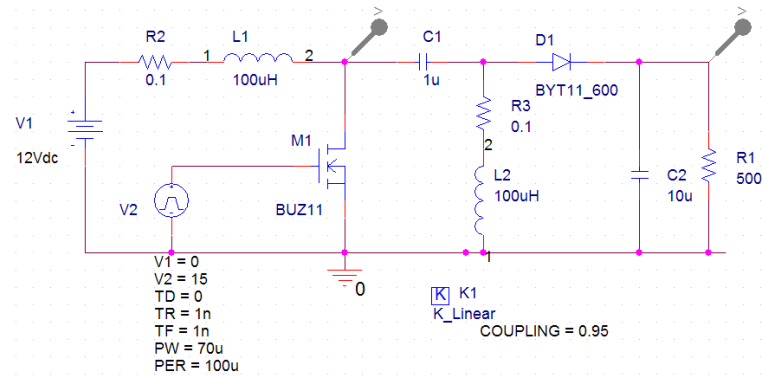 >
>
R2
L1
C1
D1
1
2
0.1
100uH
1u
BYT11_600
R3
0.1
V1
M1
2
12Vdc
L2
100uH
C2
10u
R1
500
V2
BUZ11
V1 = 0
V2 = 15
TD = 0
TR = 1n
TF = 1n
PW = 70u
PER = 100u
1
0
K K1
K_Linear
COUPLING = 0.95